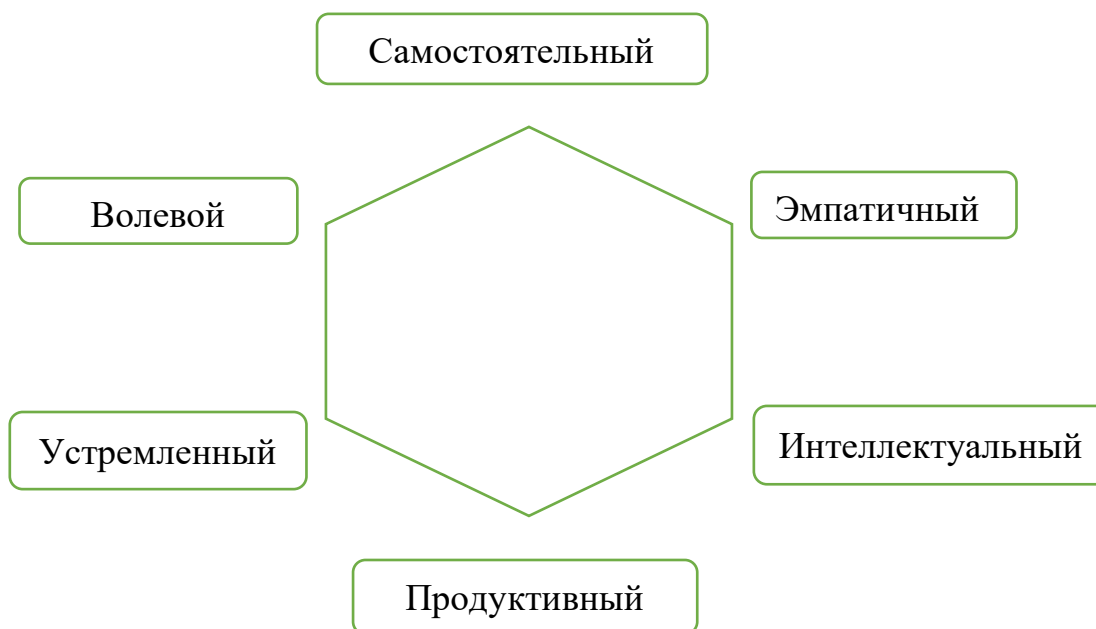 Самостоятельный
Волевой
Эмпатичный
Устремленный
Интеллектуальный
Продуктивный